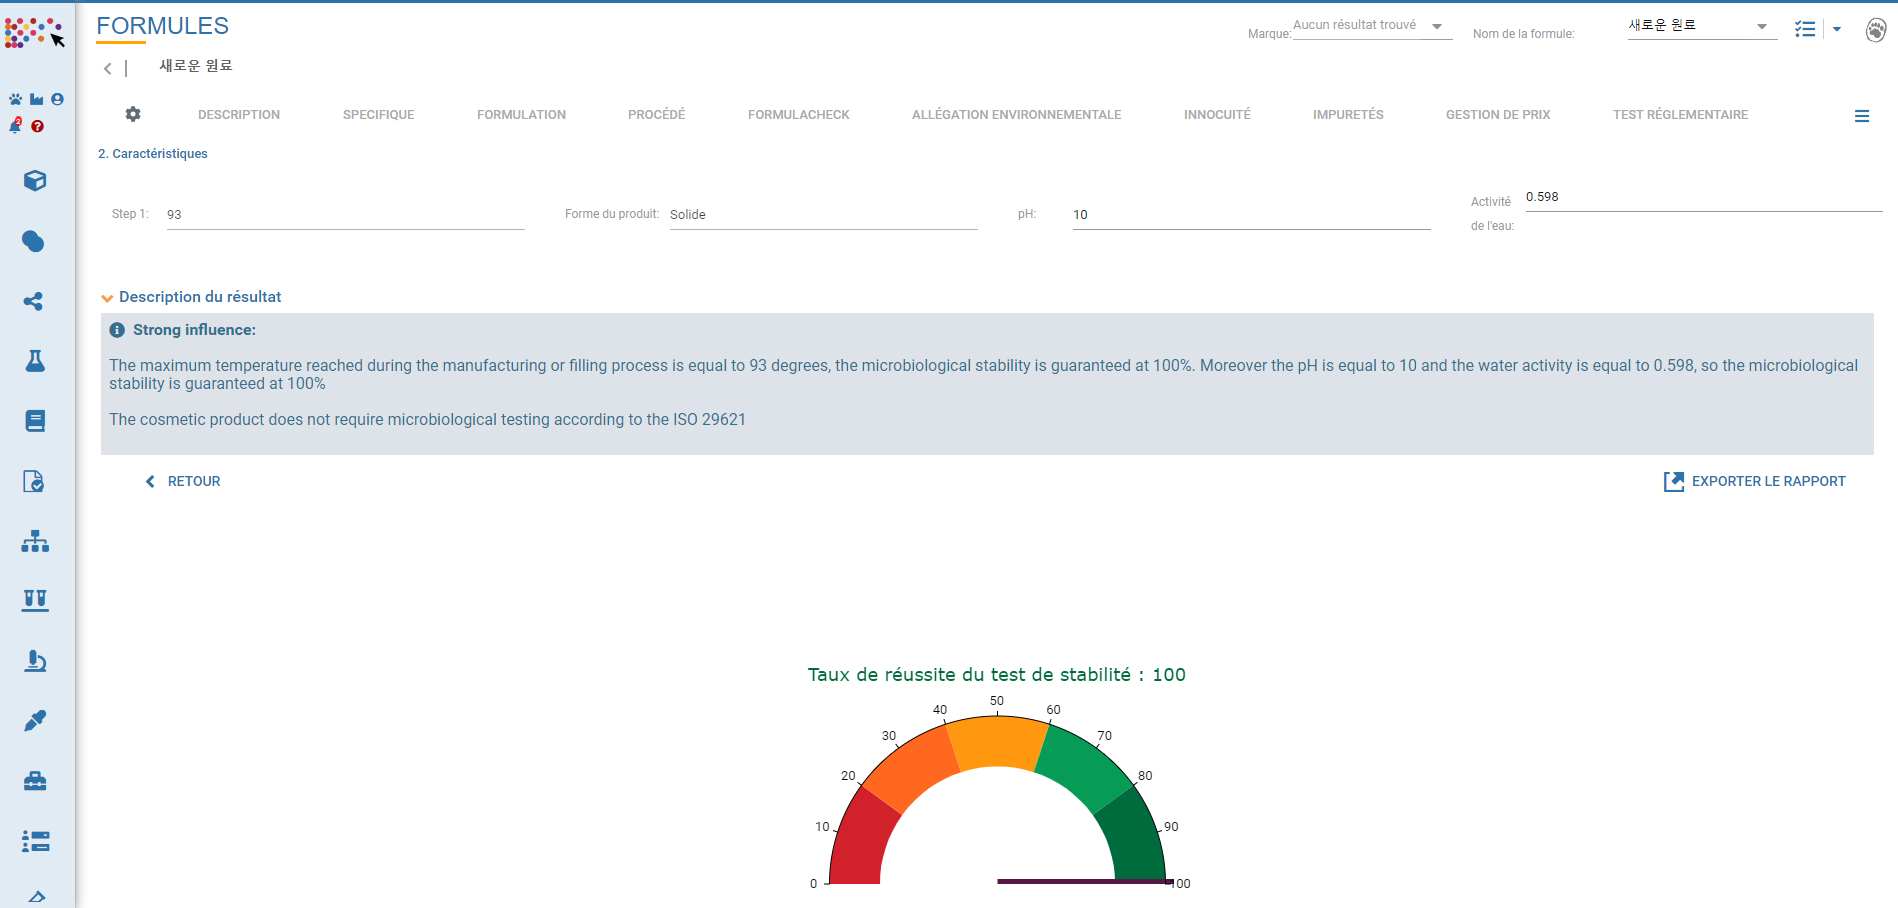 FORMULES
Marque:
Aucun résultat trouvé
Nom de la formule:
새로운 원료
새로운 원료
2
DESCRIPTION
SPECIFIQUE
FORMULATION
PROCÉDÉ
FORMULACHECK
ALLÉGATION ENVIRONNEMENTALE
INNOCUITÉ
IMPURETÉS
GESTION DE PRIX
TEST RÉGLEMENTAIRE
2. Caractéristiques
Step 1:
93
Forme du produit:
Solide
pH:
10
Activité
de l'eau:
0.598
Description du résultat
Strong influence:
The maximum temperature reached during the manufacturing or filling process is equal to 93 degrees, the microbiological stability is guaranteed at 100%. Moreover the pH is equal to 10 and the water activity is equal to 0.598, so the microbiological
stability is guaranteed at 100%
The cosmetic product does not require microbiological testing according to the ISO 29621
RETOUR
EXPORTER LE RAPPORT
Taux de réussite du test de stabilité : 100
0
10
20
30
40
50
60
70
80
90
100